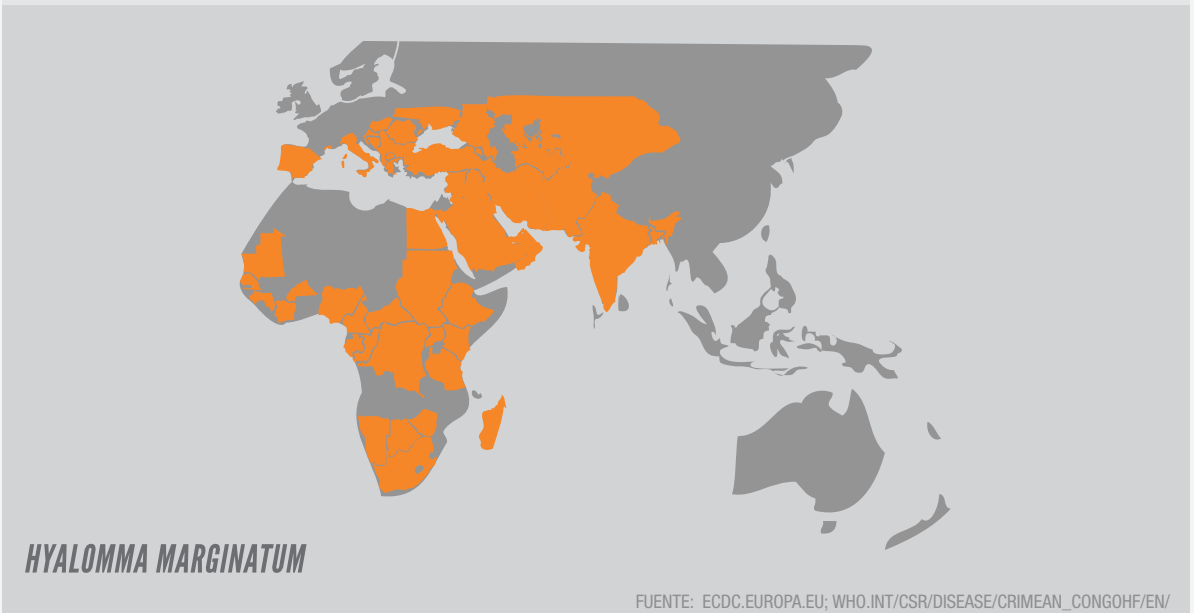 HYALOMMA MARGINATUM
FUENTE: ECDC.EUROPA.EU; WHO.INT/CSR/DISEASE/CRIMEAN_CONGOHF/EN/